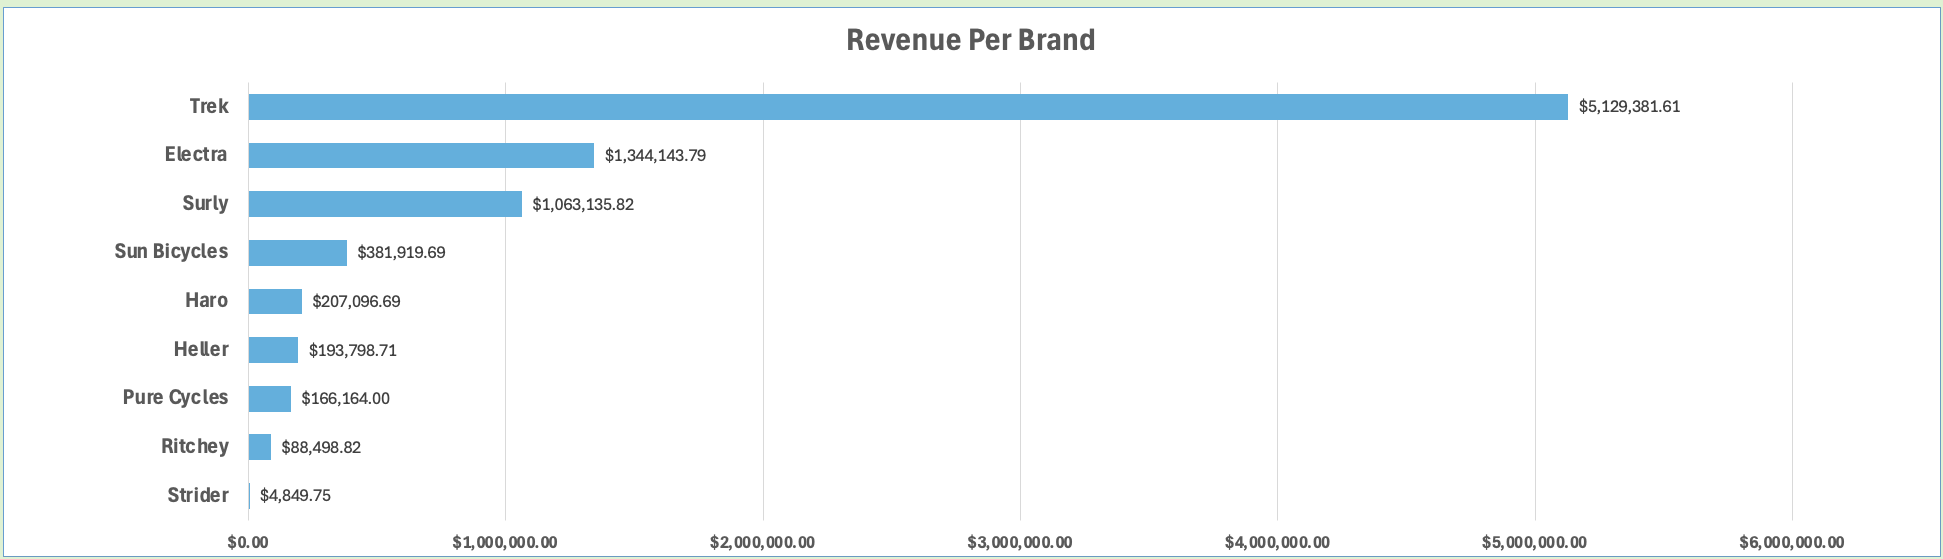 Revenue Per Brand
Trek $5,129,381.61
Electra $1,344,143.79
Surly $1,063,135.82
Sun Bicycles $381,919.69
Haro $207,096.69
Heller $193,798.71
Pure Cycles $166,164.00
Ritchey $88,498.82
Strider $4,849.75
$0.00 $1,000,000.00 $2,000,000.00 $3,000,000.00 $4,000,000.00 $5,000,000.00 $6,000,000.00